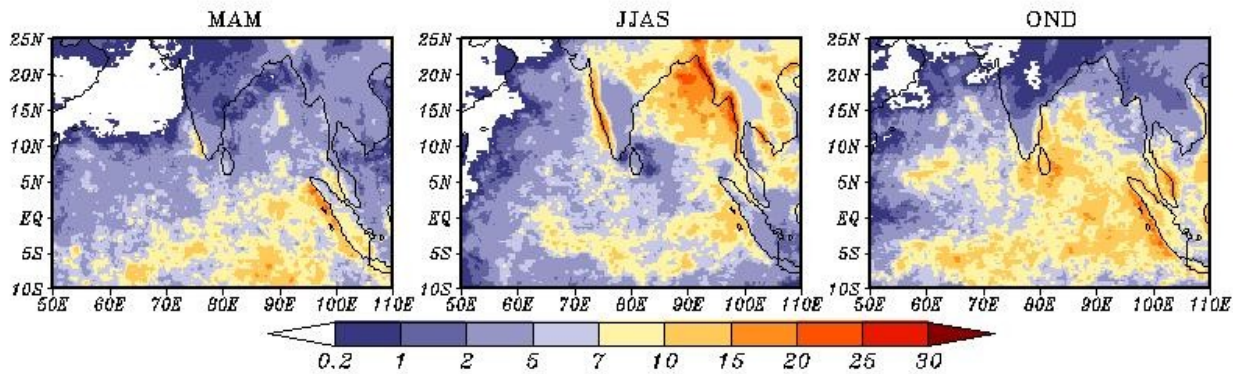 MAM JJAS OND
25N 25N 25N
20N 20N 20N
15N 15N 15N
10N 10N 10N
5N 5N 5N
EQ EQ EQ
5S 5S 5S
10S 10S 10S
50E 60E 70E 80E 90E 100E 110E 50E 60E 70E 80E 90E 100E 110E 50E 60E 70E 80E 90E 100E 110E
0.2 1 2 5 7 10 15 20 25 30